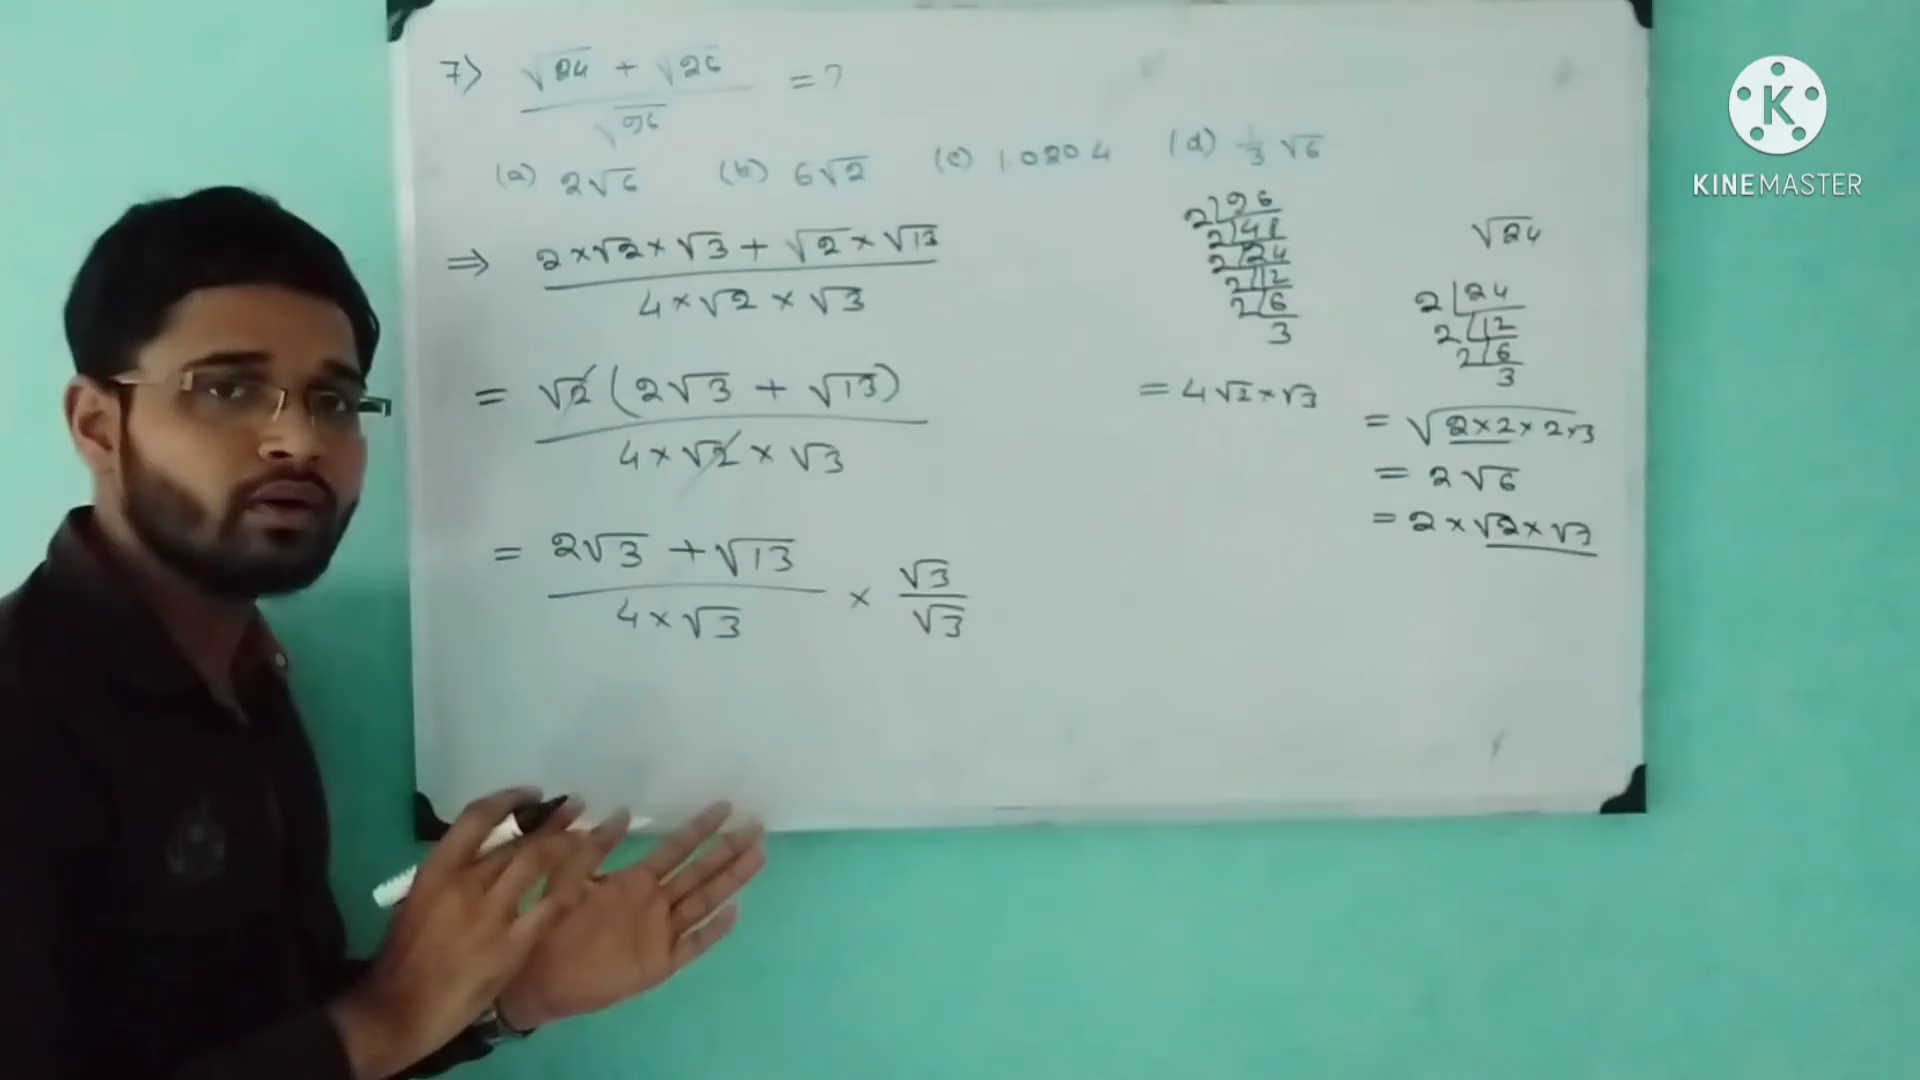 7) (√24 + √26) / √96 = ?
(a) 2√6 (b) 6√2 (c) 1.0204 (d) 1/3 √6
⇒ (2×√2×√3 + √2×√13) / (4×√2×√3)
= √2(2√3 + √13) / (4×√2×√3)
= (2√3 + √13) / (4×√3) × √3/√3
2 96
2 48
2 24
2 12
2 6
3
= 4√2×√3
√24
2 24
2 12
2 6
3
= √2×2×2×3
= 2√6
= 2×√2×√3
K
KINEMASTER